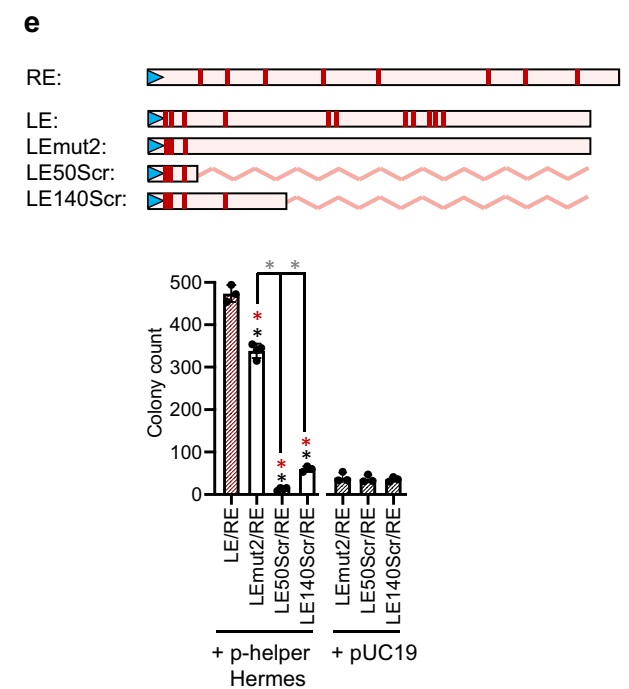 e
RE:
LE:
LEmut2:
LE50Scr:
LE140Scr:
* *
500
400
300
200
100
0
Colony count
*
*
*
*
*
*
LE/RE
LEmut2/RE
LE50Scr/RE
LE140Scr/RE
LEmut2/RE
LE50Scr/RE
LE140Scr/RE
+ p-helper + pUC19
Hermes